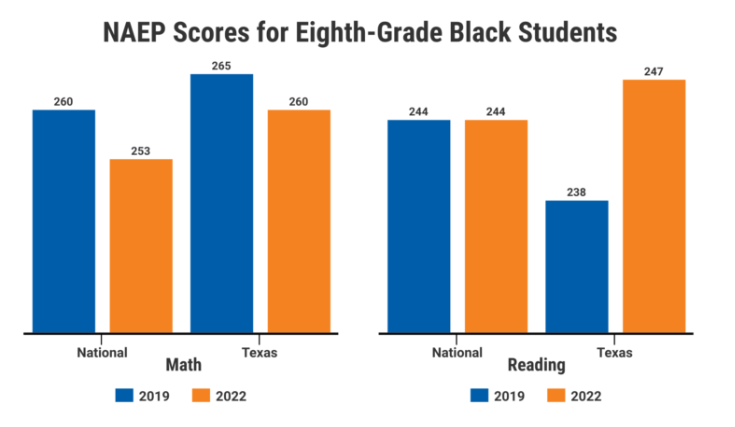 NAEP Scores for Eighth-Grade Black Students
260
253
265
260
National
Texas
Math
2019
2022
244
244
238
247
National
Texas
Reading
2019
2022